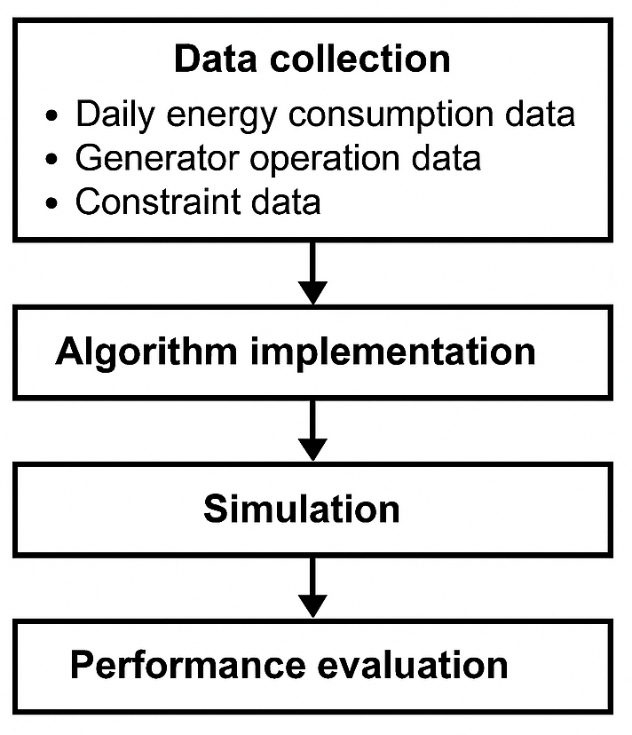 Data collection
• Daily energy consumption data
• Generator operation data
• Constraint data
Algorithm implementation
Simulation
Performance evaluation